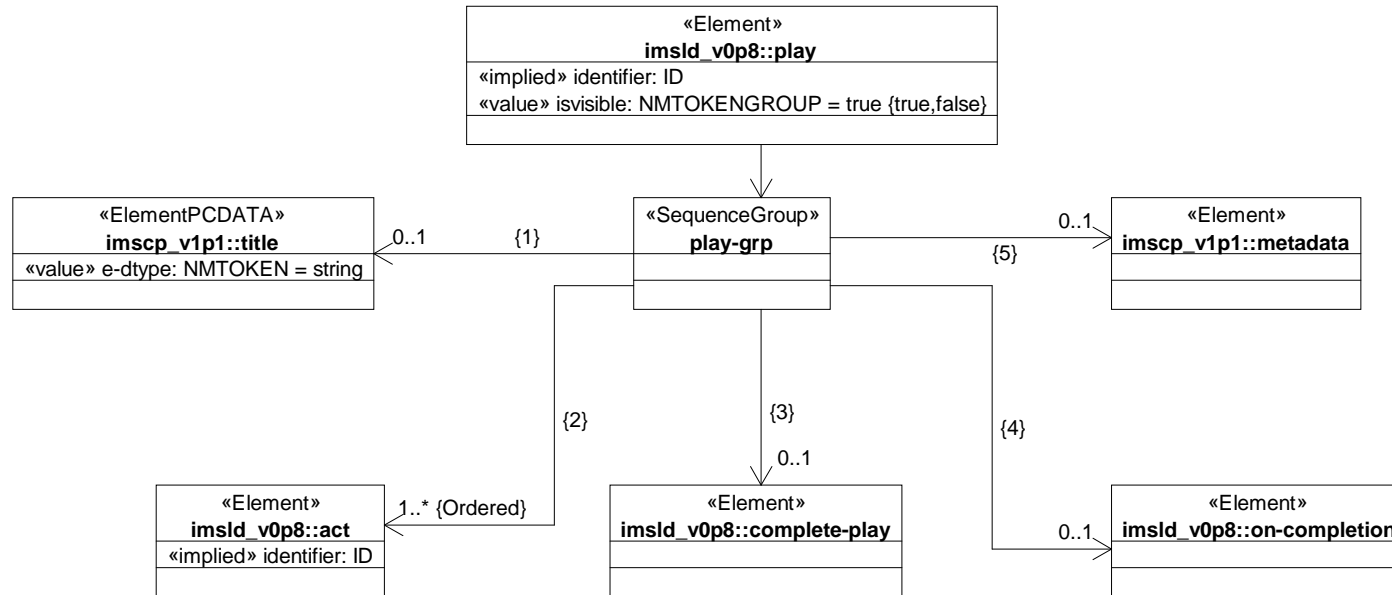 «Element»
imsld_v0p8::play
«implied» identifier: ID
«value» isvisible: NMTOKENGROUP = true {true,false}
«ElementPCDATA»
imscp_v1p1::title
«value» e-dtype: NMTOKEN = string
0..1
{1}
«SequenceGroup»
play-grp
0..1
{5}
«Element»
imscp_v1p1::metadata
{2}
{3}
{4}
1..* {Ordered}
0..1
0..1
«Element»
imsld_v0p8::act
«implied» identifier: ID
«Element»
imsld_v0p8::complete-play
«Element»
imsld_v0p8::on-completion